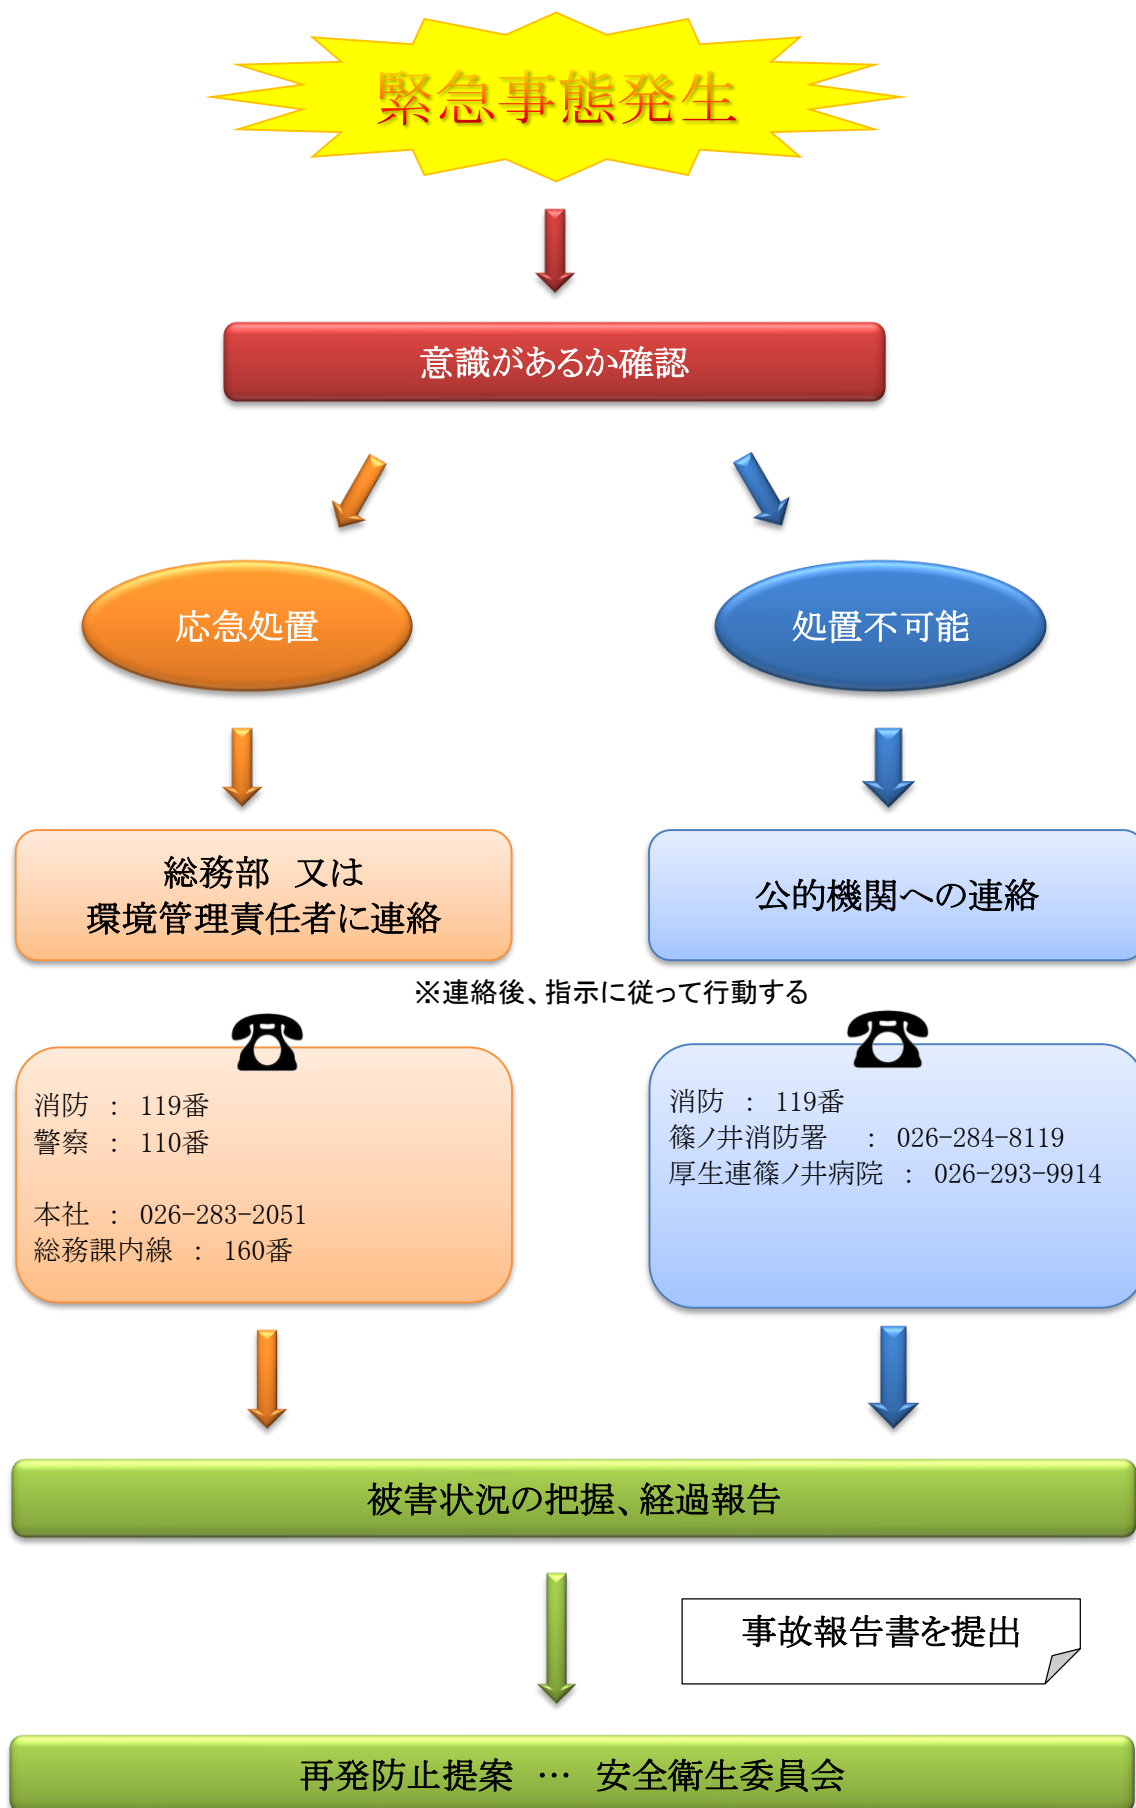 緊急事態発生
意識があるか確認
応急処置
処置不可能
総務部　又は
環境管理責任者に連絡
公的機関への連絡
※連絡後、指示に従って行動する
消防　：　119番
警察　：　110番
本社　：　026-283-2051
総務課内線　：　160番
消防　：　119番
篠ノ井消防署　　：　026-284-8119
厚生連篠ノ井病院　：　026-293-9914
被害状況の把握、経過報告
事故報告書を提出
再発防止提案　…　安全衛生委員会